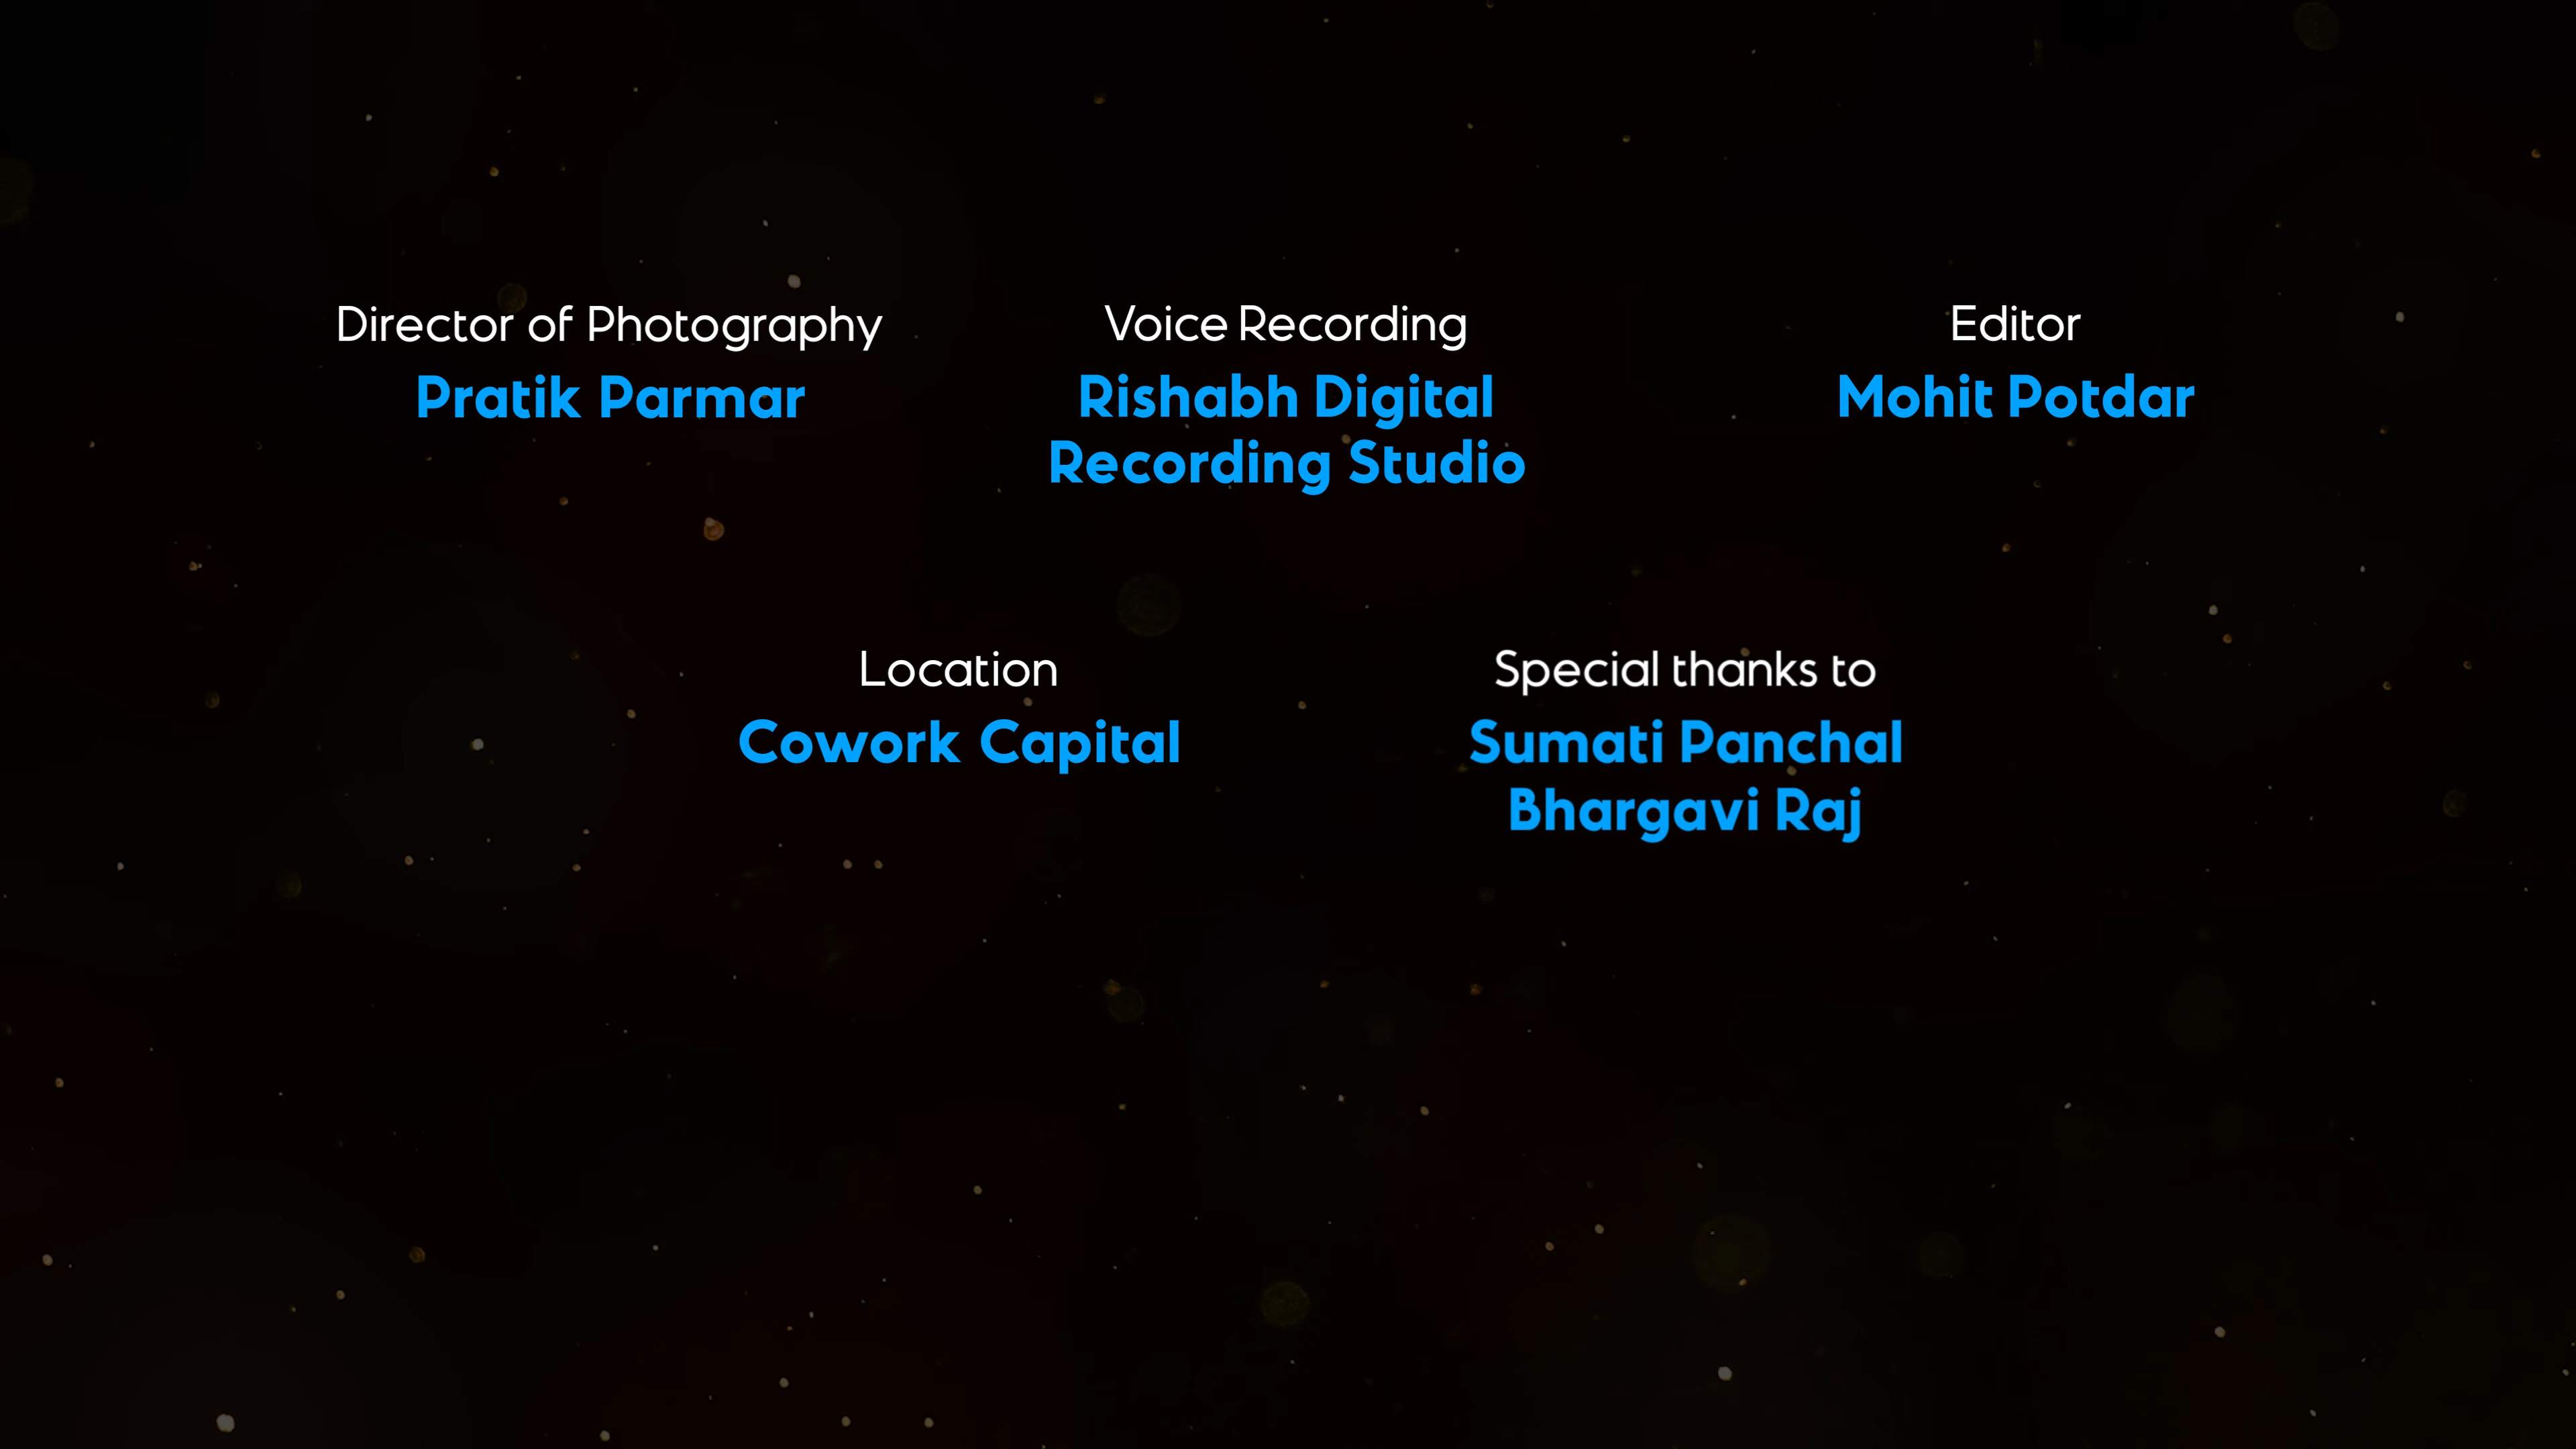 Director of Photography
Pratik Parmar
Voice Recording
Rishabh Digital
Recording Studio
Editor
Mohit Potdar
Location
Cowork Capital
Special thanks to
Sumati Panchal
Bhargavi Raj